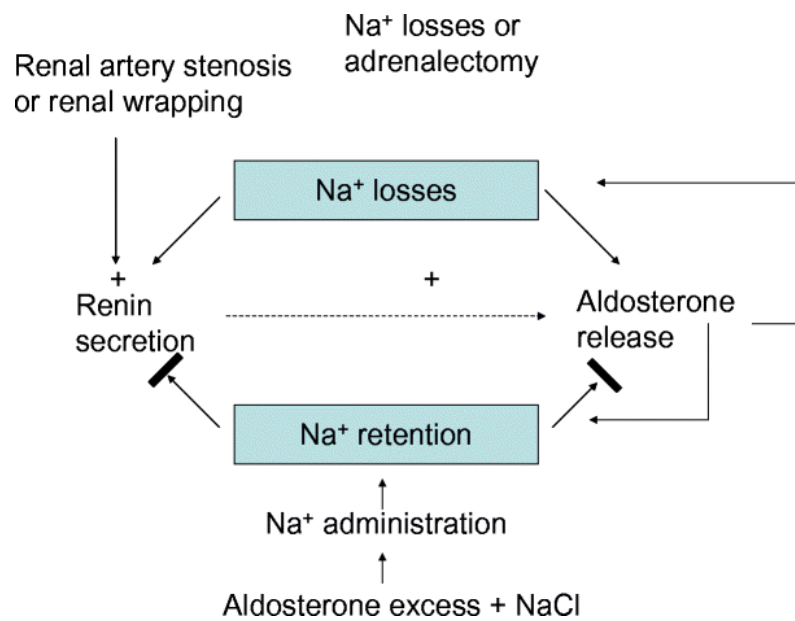 Na⁺ losses or
adrenalectomy
Renal artery stenosis
or renal wrapping
Na⁺ losses
+
+
Renin
secretion
Aldosterone
release
Na⁺ retention
Na⁺ administration
Aldosterone excess + NaCl